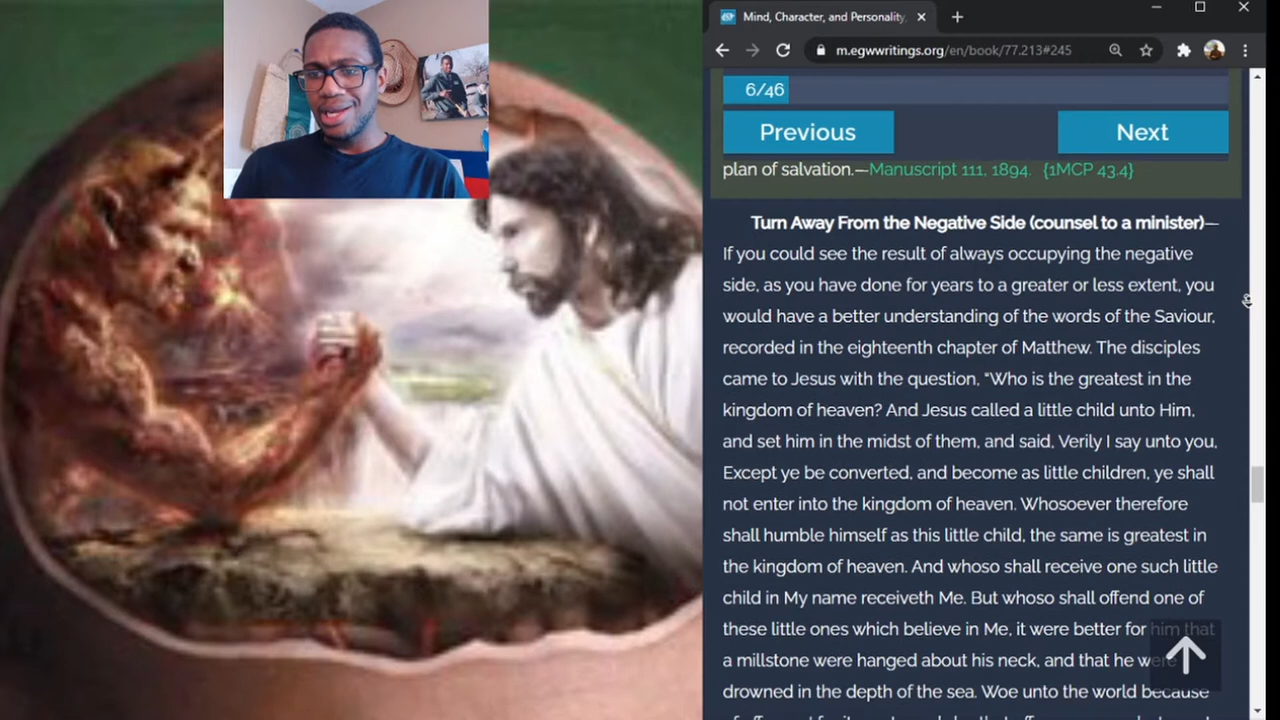 Mind, Character, and Personality,
m.egwwritings.org/en/book/77.213#245
6/46
Previous
Next
plan of salvation.—Manuscript 111, 1894. {1MCP 43.4}
Turn Away From the Negative Side (counsel to a minister)—
If you could see the result of always occupying the negative
side, as you have done for years to a greater or less extent, you
would have a better understanding of the words of the Saviour,
recorded in the eighteenth chapter of Matthew. The disciples
came to Jesus with the question, “Who is the greatest in the
kingdom of heaven? And Jesus called a little child unto Him,
and set him in the midst of them, and said, Verily I say unto you,
Except ye be converted, and become as little children, ye shall
not enter into the kingdom of heaven. Whosoever therefore
shall humble himself as this little child, the same is greatest in
the kingdom of heaven. And whoso shall receive one such little
child in My name receiveth Me. But whoso shall offend one of
these little ones which believe in Me, it were better for him that
a millstone were hanged about his neck, and that he were
drowned in the depth of the sea. Woe unto the world because